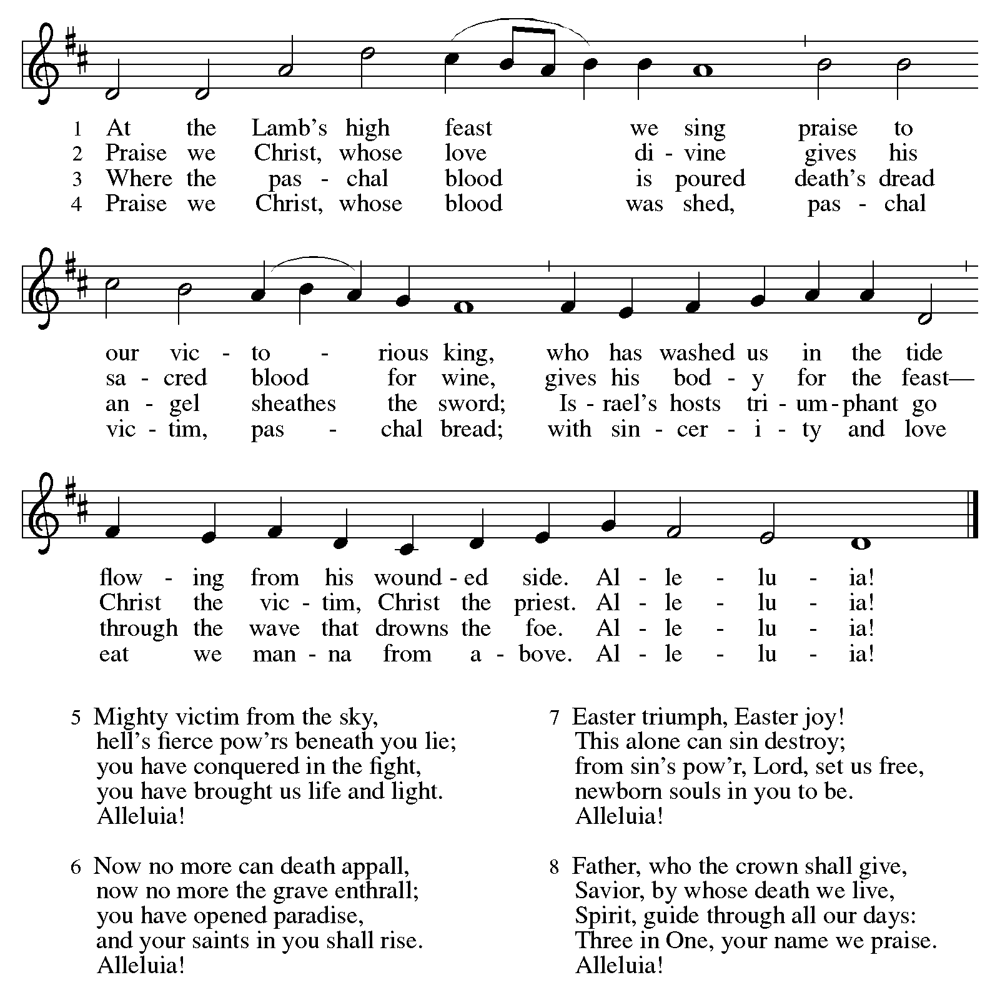 1 At the Lamb's high feast we sing praise to
2 Praise we Christ, whose love di - vine gives his
3 Where the pas - chal blood is poured death's dread
4 Praise we Christ, whose blood was shed, pas - chal
our vic - to - rious king, who has washed us in the tide
sa - cred blood for wine, gives his bod - y for the feast—
an - gel sheathes the sword; Is - rael's hosts tri - um - phant go
vic - tim, pas - chal bread; with sin - cer - i - ty and love
flow - ing from his wound - ed side. Al - le - lu - ia!
Christ the vic - tim, Christ the priest. Al - le - lu - ia!
through the wave that drowns the foe. Al - le - lu - ia!
eat we man - na from a - bove. Al - le - lu - ia!
5 Mighty victim from the sky,
hell's fierce pow'rs beneath you lie;
you have conquered in the fight,
you have brought us life and light.
Alleluia!
6 Now no more can death appall,
now no more the grave enthrall;
you have opened paradise,
and your saints in you shall rise.
Alleluia!
7 Easter triumph, Easter joy!
This alone can sin destroy;
from sin's pow'r, Lord, set us free,
newborn souls in you to be.
Alleluia!
8 Father, who the crown shall give,
Savior, by whose death we live,
Spirit, guide through all our days:
Three in One, your name we praise.
Alleluia!